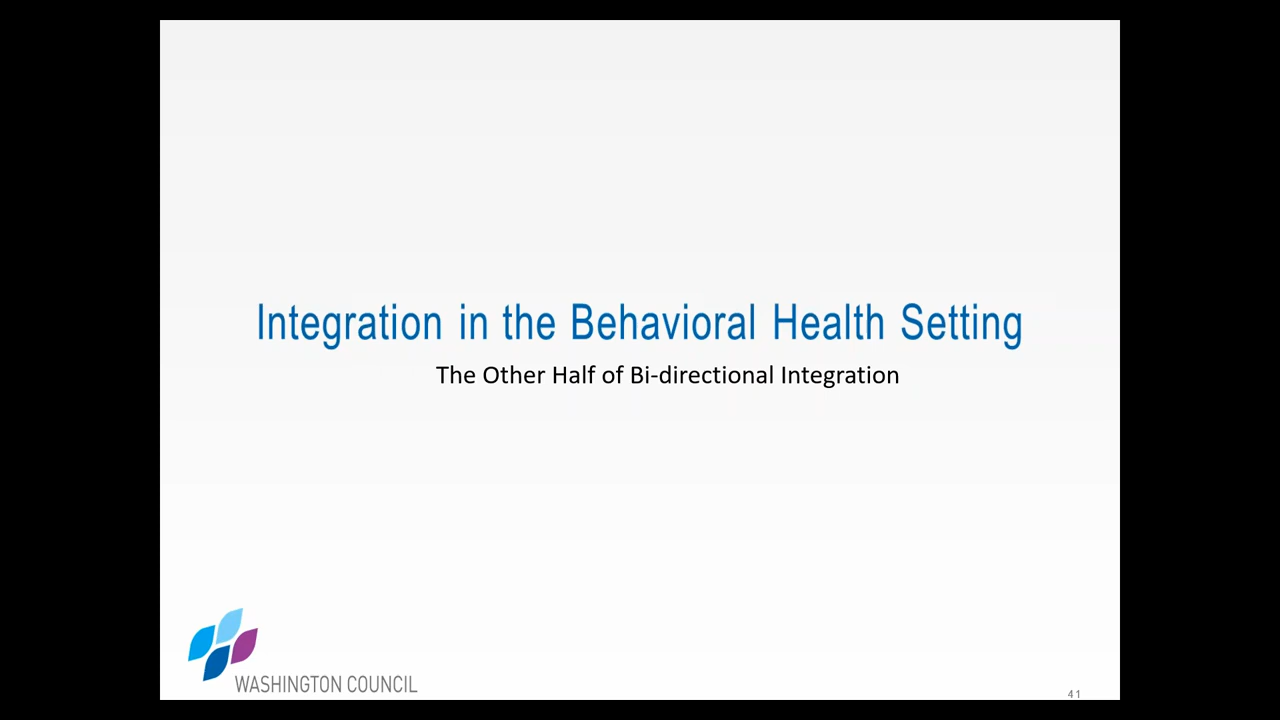 Integration in the Behavioral Health Setting
The Other Half of Bi-directional Integration
WASHINGTON COUNCIL
41